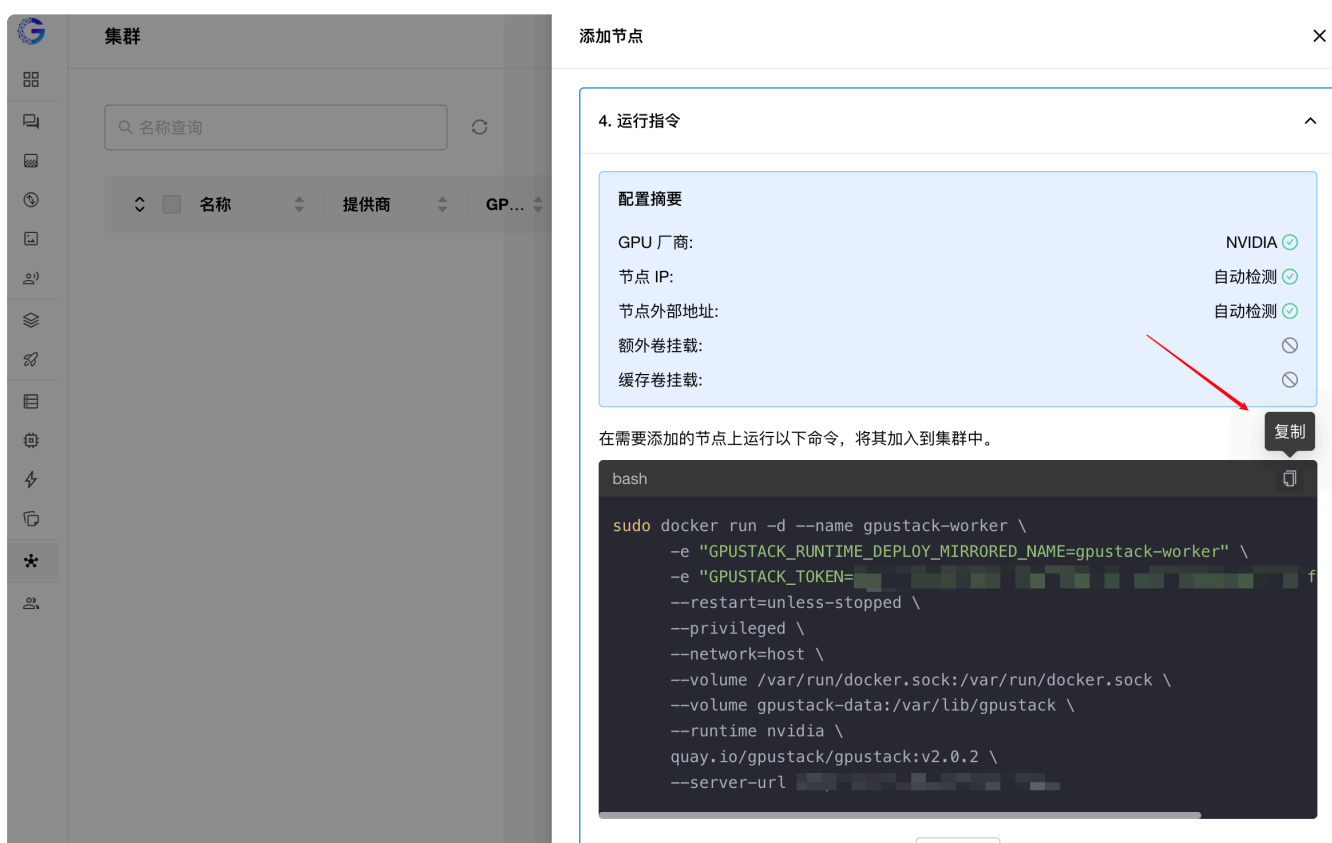 集群
添加节点
名称查询
名称
提供商
GP...
4. 运行指令
配置摘要
GPU 厂商:
NVIDIA
节点 IP:
自动检测
节点外部地址:
自动检测
额外卷挂载:
缓存卷挂载:
复制
在需要添加的节点上运行以下命令，将其加入到集群中。
bash
sudo docker run -d --name gpustack-worker \
-e "GPUSTACK_RUNTIME_DEPLOY_MIRRORED_NAME=gpustack-worker" \
-e "GPUSTACK_TOKEN=
--restart=unless-stopped \
--privileged \
--network=host \
--volume /var/run/docker.sock:/var/run/docker.sock \
--volume gpustack-data:/var/lib/gpustack \
--runtime nvidia \
quay.io/gpustack/gpustack:v2.0.2 \
--server-url